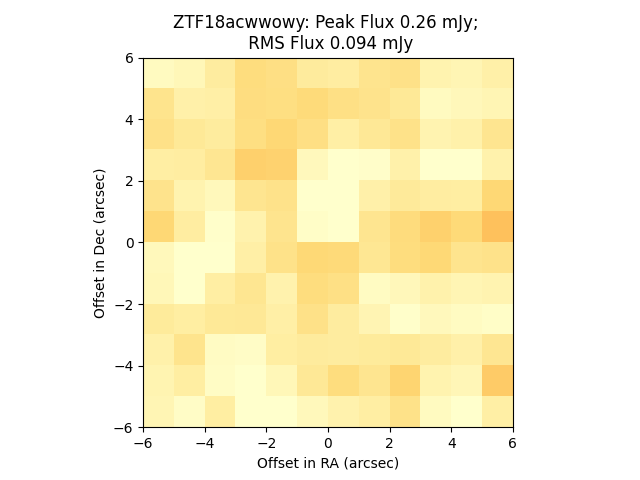 ZTF18acwwowy: Peak Flux 0.26 mJy;
RMS Flux 0.094 mJy
6
4
2
0
−2
−4
−6
Offset in Dec (arcsec)
−6 −4 −2 0 2 4 6
Offset in RA (arcsec)